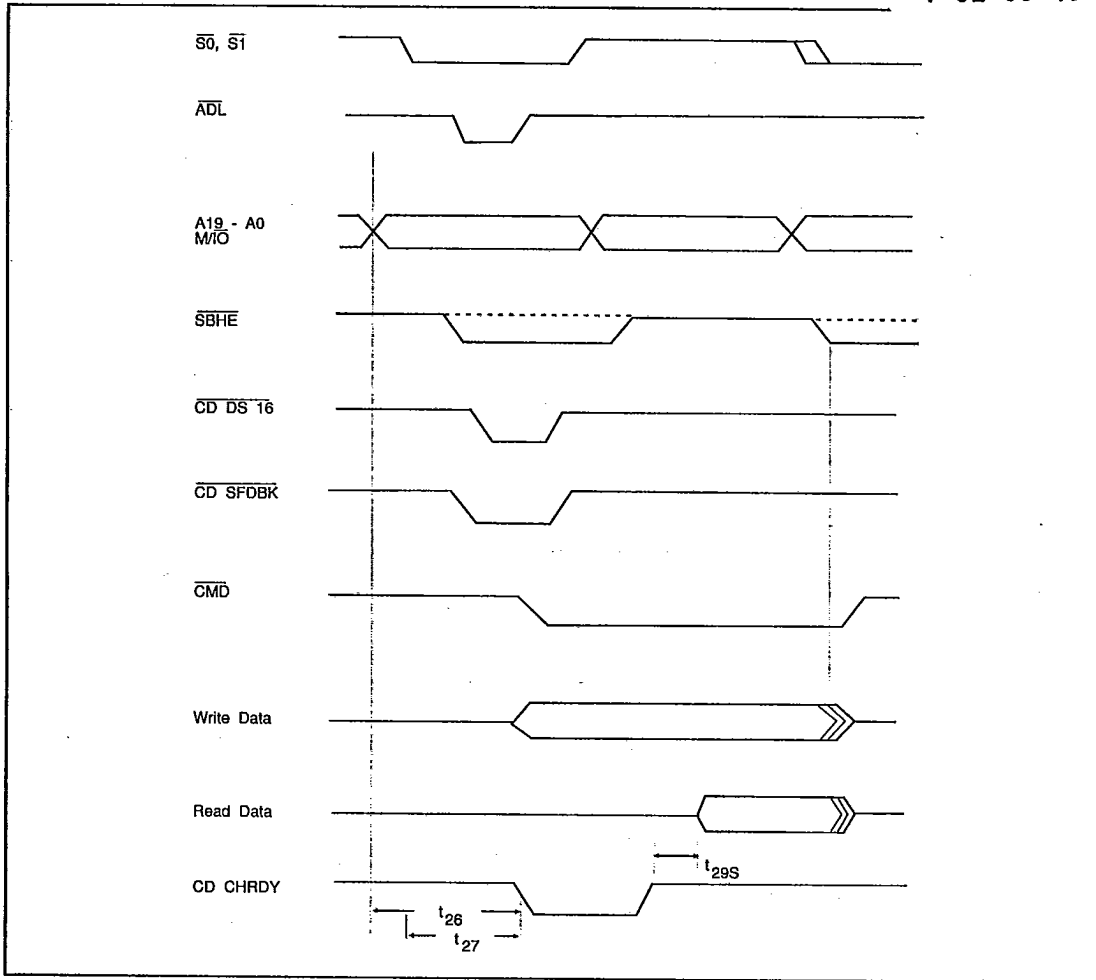 S0, S1
ADL
A19 - A0
M/IO
SBHE
CD DS 16
CD SFDBK
CMD
Write Data
Read Data
t29S
CD CHRDY
t26
t27